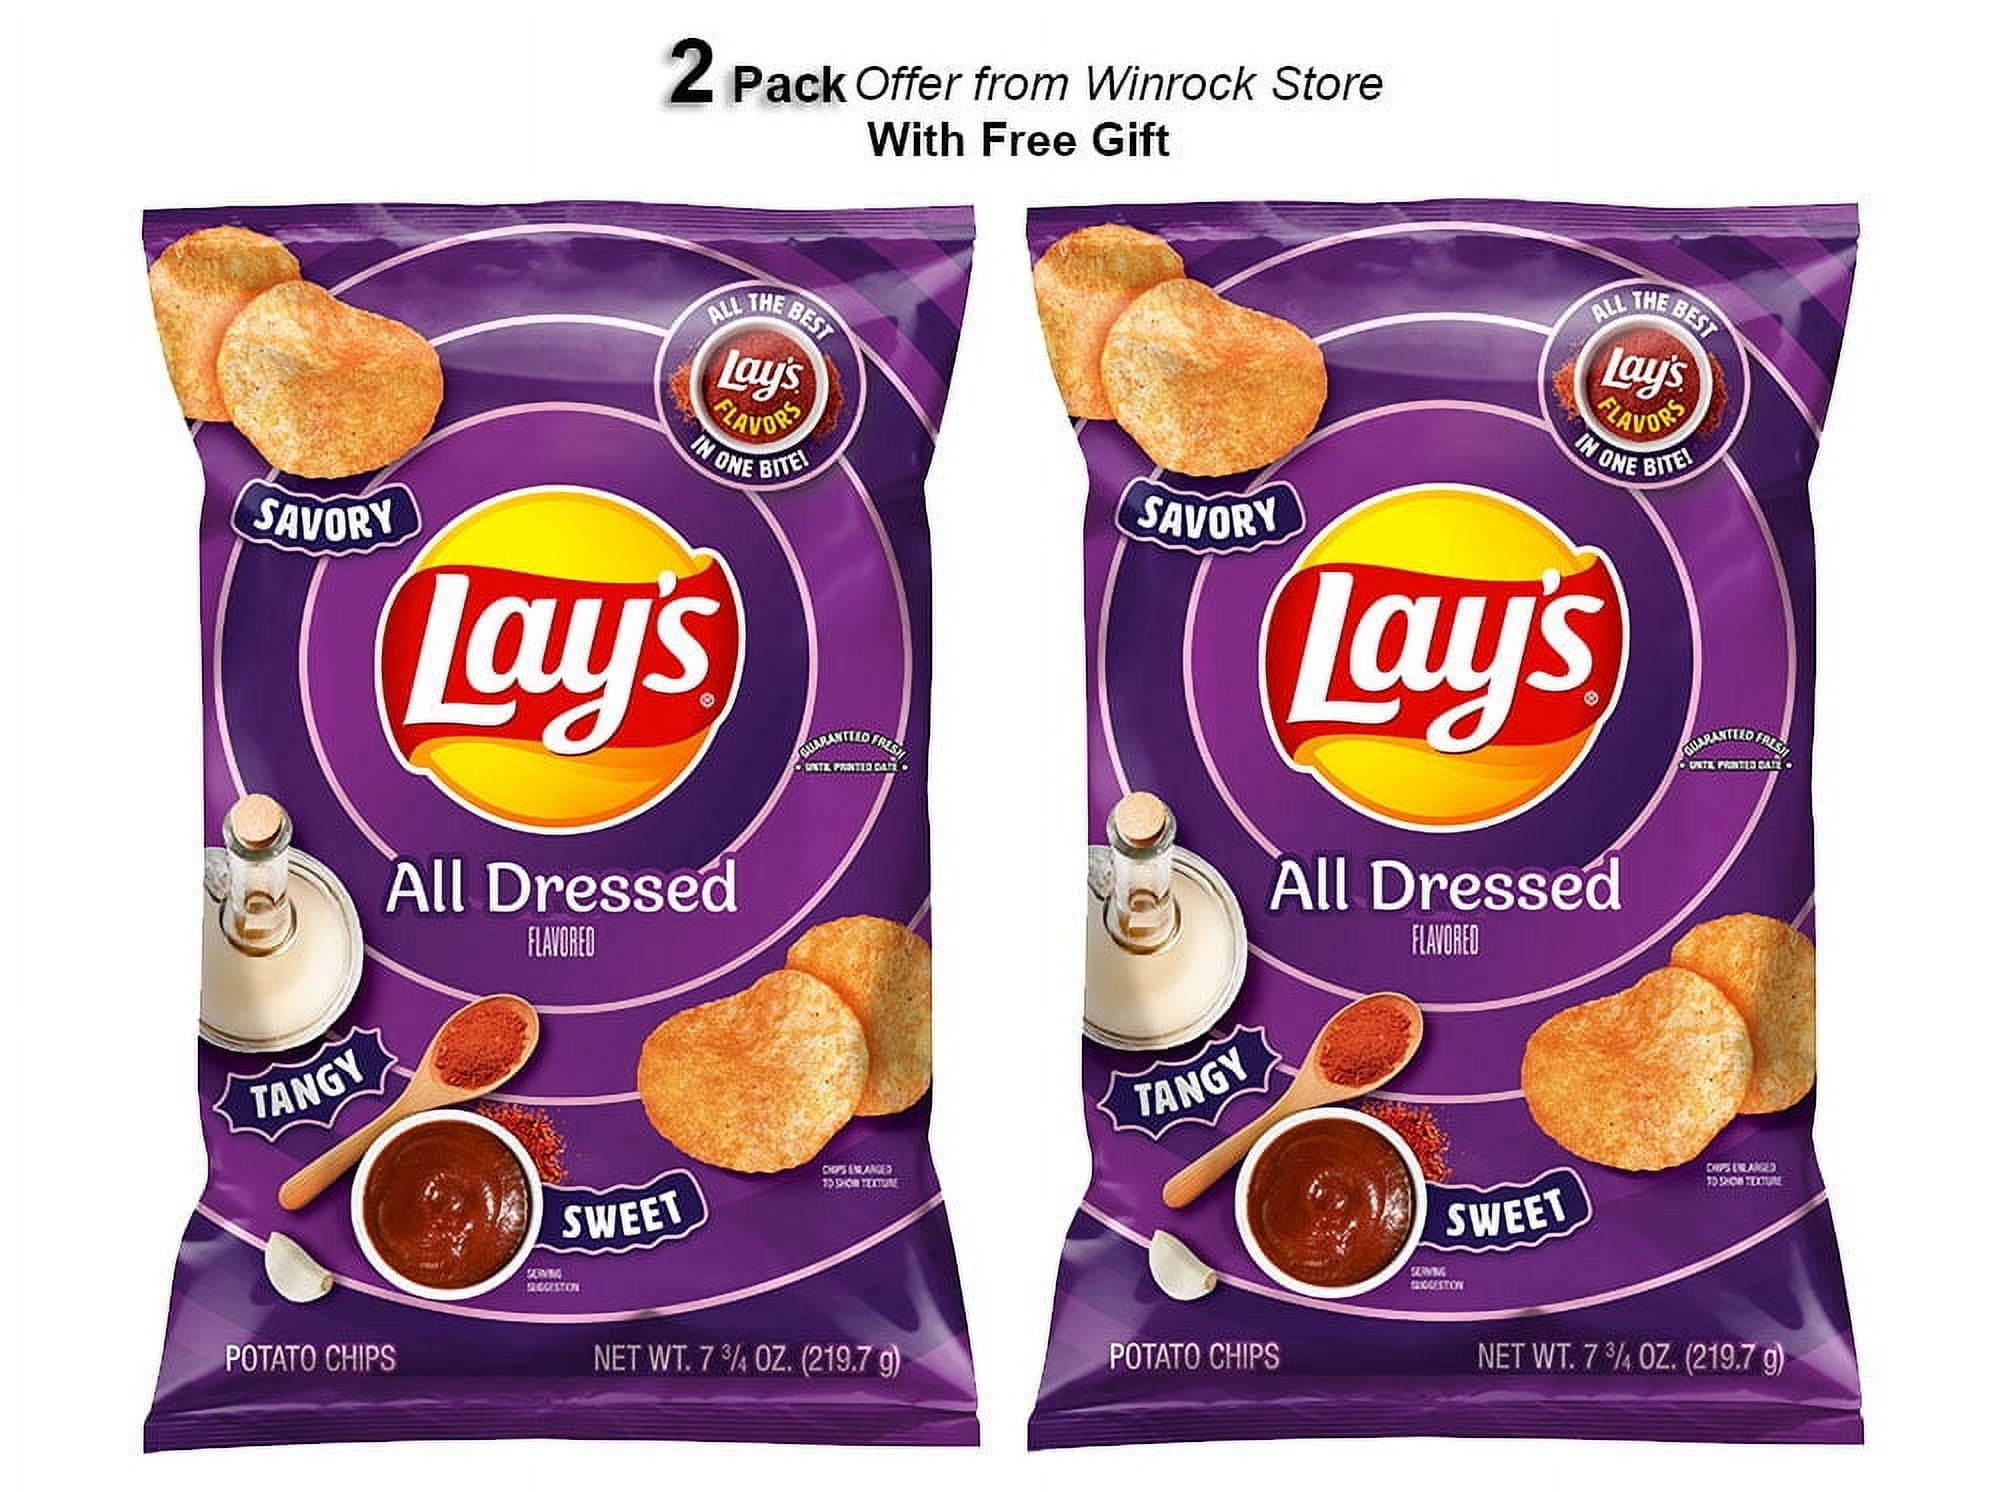 2 Pack Offer from Winrock Store
With Free Gift
ALL THE BEST
Lay's
FLAVORS
IN ONE BITE!
SAVORY
Lay's®
GUARANTEED FRESH
• UNTIL PRINTED DATE •
All Dressed
FLAVORED
TANGY
CHIPS ENLARGED
TO SHOW TEXTURE
SWEET
SERVING
SUGGESTION
POTATO CHIPS
NET WT. 7 3/4 OZ. (219.7 g)
ALL THE BEST
Lay's
FLAVORS
IN ONE BITE!
SAVORY
Lay's®
GUARANTEED FRESH
• UNTIL PRINTED DATE •
All Dressed
FLAVORED
TANGY
CHIPS ENLARGED
TO SHOW TEXTURE
SWEET
SERVING
SUGGESTION
POTATO CHIPS
NET WT. 7 3/4 OZ. (219.7 g)